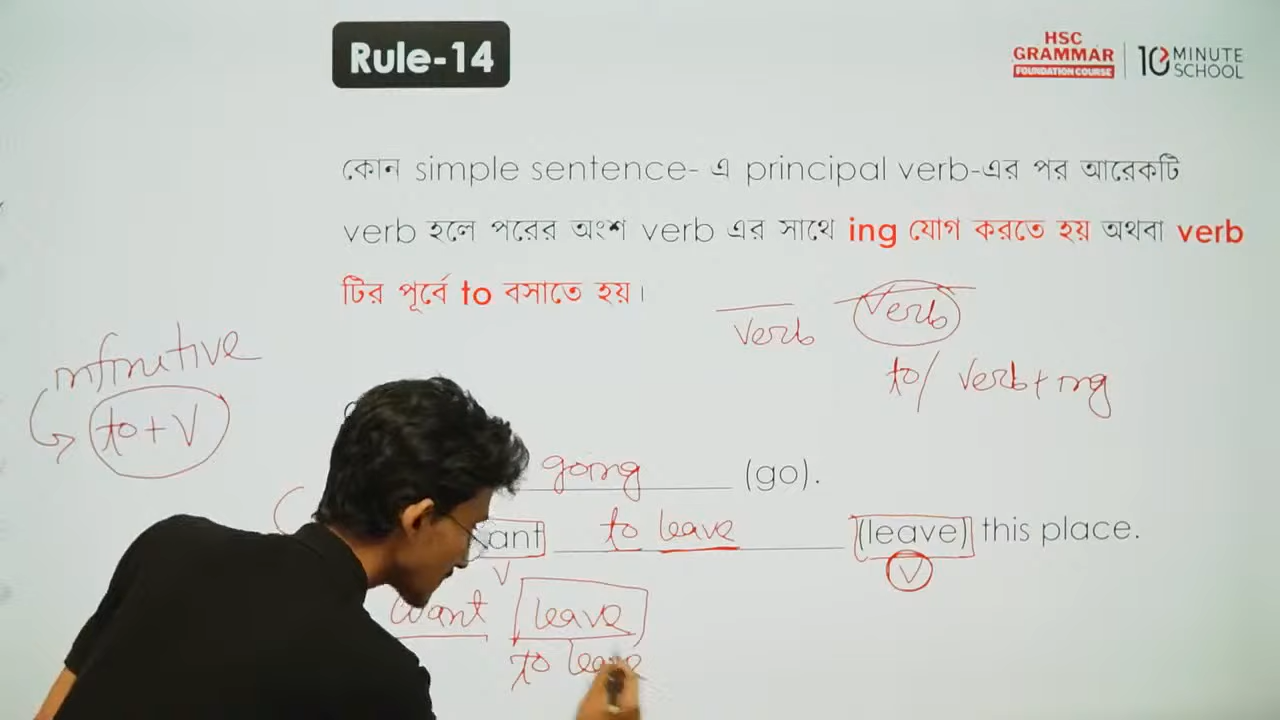 Rule-14
HSC
GRAMMAR
FOUNDATION COURSE
10 MINUTE
SCHOOL
কোন simple sentence- এ principal verb-এর পর আরেকটি
verb হলে পরের অংশ verb এর সাথে ing যোগ করতে হয় অথবা verb
টির পূর্বে to বসাতে হয়।
verb verb
to/ verb+ing
infinitive
to + V
going (go).
want to leave (leave) this place.
V V
want leave
to leave